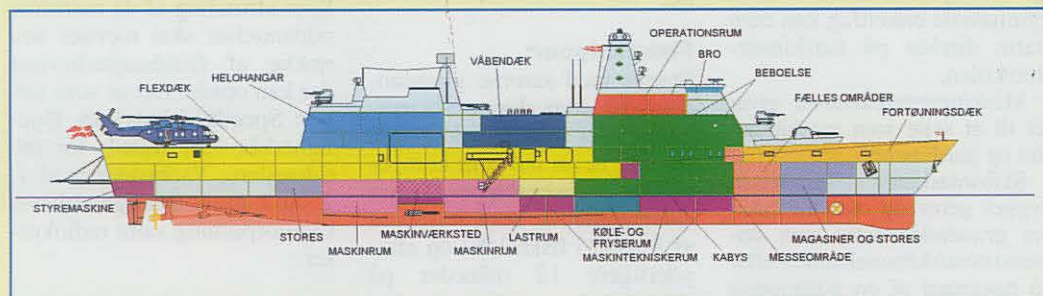 OPERATIONSRUM
BRO
VÅBENDÆK
BEBOELSE
HELOHANGAR
FLEXDÆK
FÆLLES OMRÅDER
FORTØJNINGSDÆK
STYREMASKINE
STORES
MASKINVÆRKSTED
MASKINRUM
MASKINRUM
LASTRUM
KØLE- OG
FRYSERUM
MASKINTEKNISKERUM
KABYS
MESSEOMRÅDE
MAGASINER OG STORES